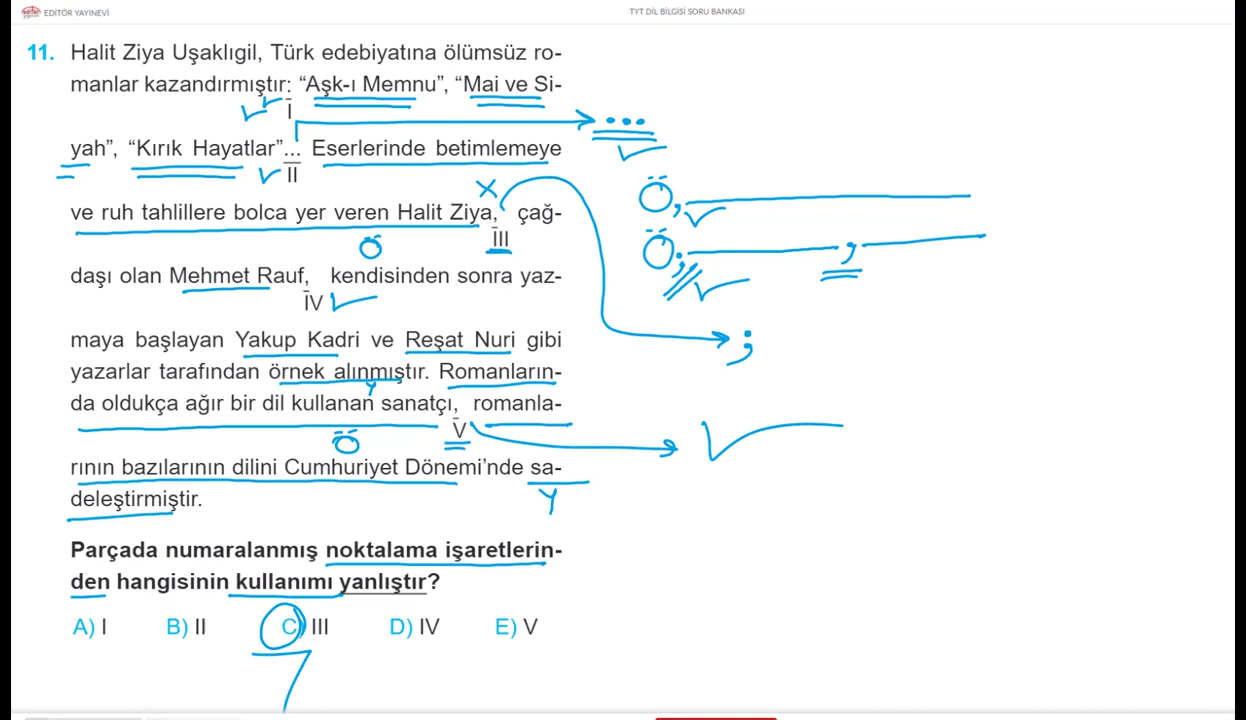 EDİTÖR YAYINEVİ
TYT DİL BİLGİSİ SORU BANKASI
11. Halit Ziya Uşaklıgil, Türk edebiyatına ölümsüz ro-
manlar kazandırmıştır: “Aşk-ı Memnu”, “Mai ve Si-
I
...
yah”, “Kırık Hayatlar”... Eserlerinde betimlemeye
II
Ö,
ve ruh tahlillere bolca yer veren Halit Ziya, çağ-
Ö
III
Ö; ,
daşı olan Mehmet Rauf, kendisinden sonra yaz-
IV
maya başlayan Yakup Kadri ve Reşat Nuri gibi
;
yazarlar tarafından örnek alınmıştır. Romanların-
Y
da oldukça ağır bir dil kullanan sanatçı, romanla-
Ö
V
rının bazılarının dilini Cumhuriyet Dönemi’nde sa-
Y
deleştirmiştir.
Parçada numaralanmış noktalama işaretlerin-
den hangisinin kullanımı yanlıştır?
A) I B) II C) III D) IV E) V